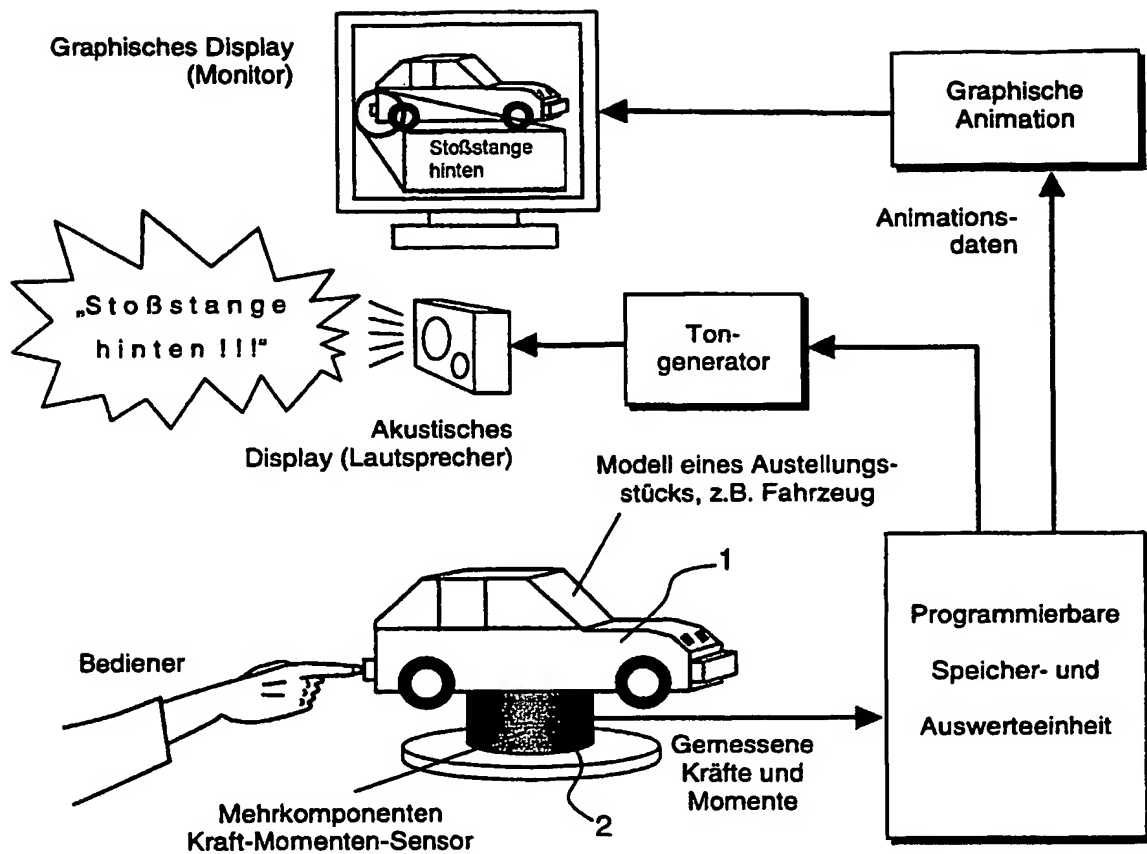 Graphisches Display
(Monitor)
Stoßstange
hinten
Graphische
Animation
Animations-
daten
„Stoßstange
hinten !!!“
Ton-
generator
Akustisches
Display (Lautsprecher)
Modell eines Austellungs-
stücks, z.B. Fahrzeug
1
Bediener
Programmierbare
Speicher- und
Auswerteeinheit
Gemessene
Kräfte und
Momente
Mehrkomponenten
Kraft-Momenten-Sensor
2